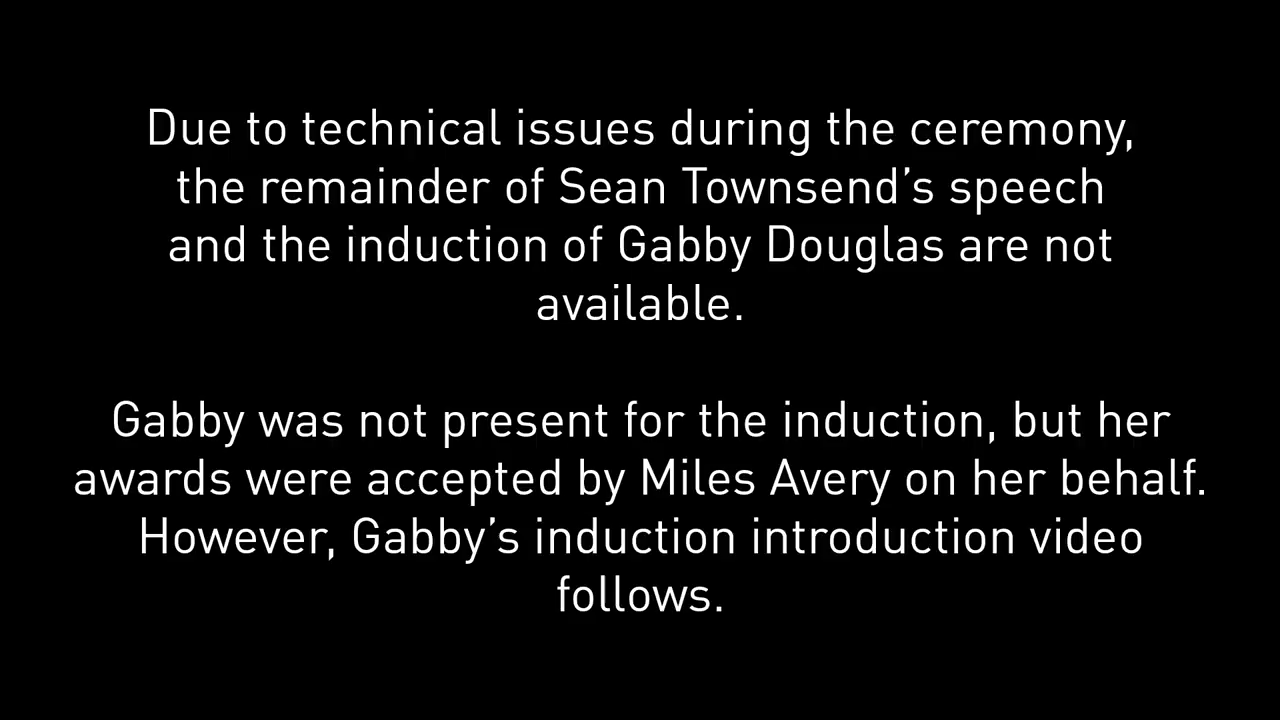 Due to technical issues during the ceremony,
the remainder of Sean Townsend’s speech
and the induction of Gabby Douglas are not
available.
Gabby was not present for the induction, but her
awards were accepted by Miles Avery on her behalf.
However, Gabby’s induction introduction video
follows.